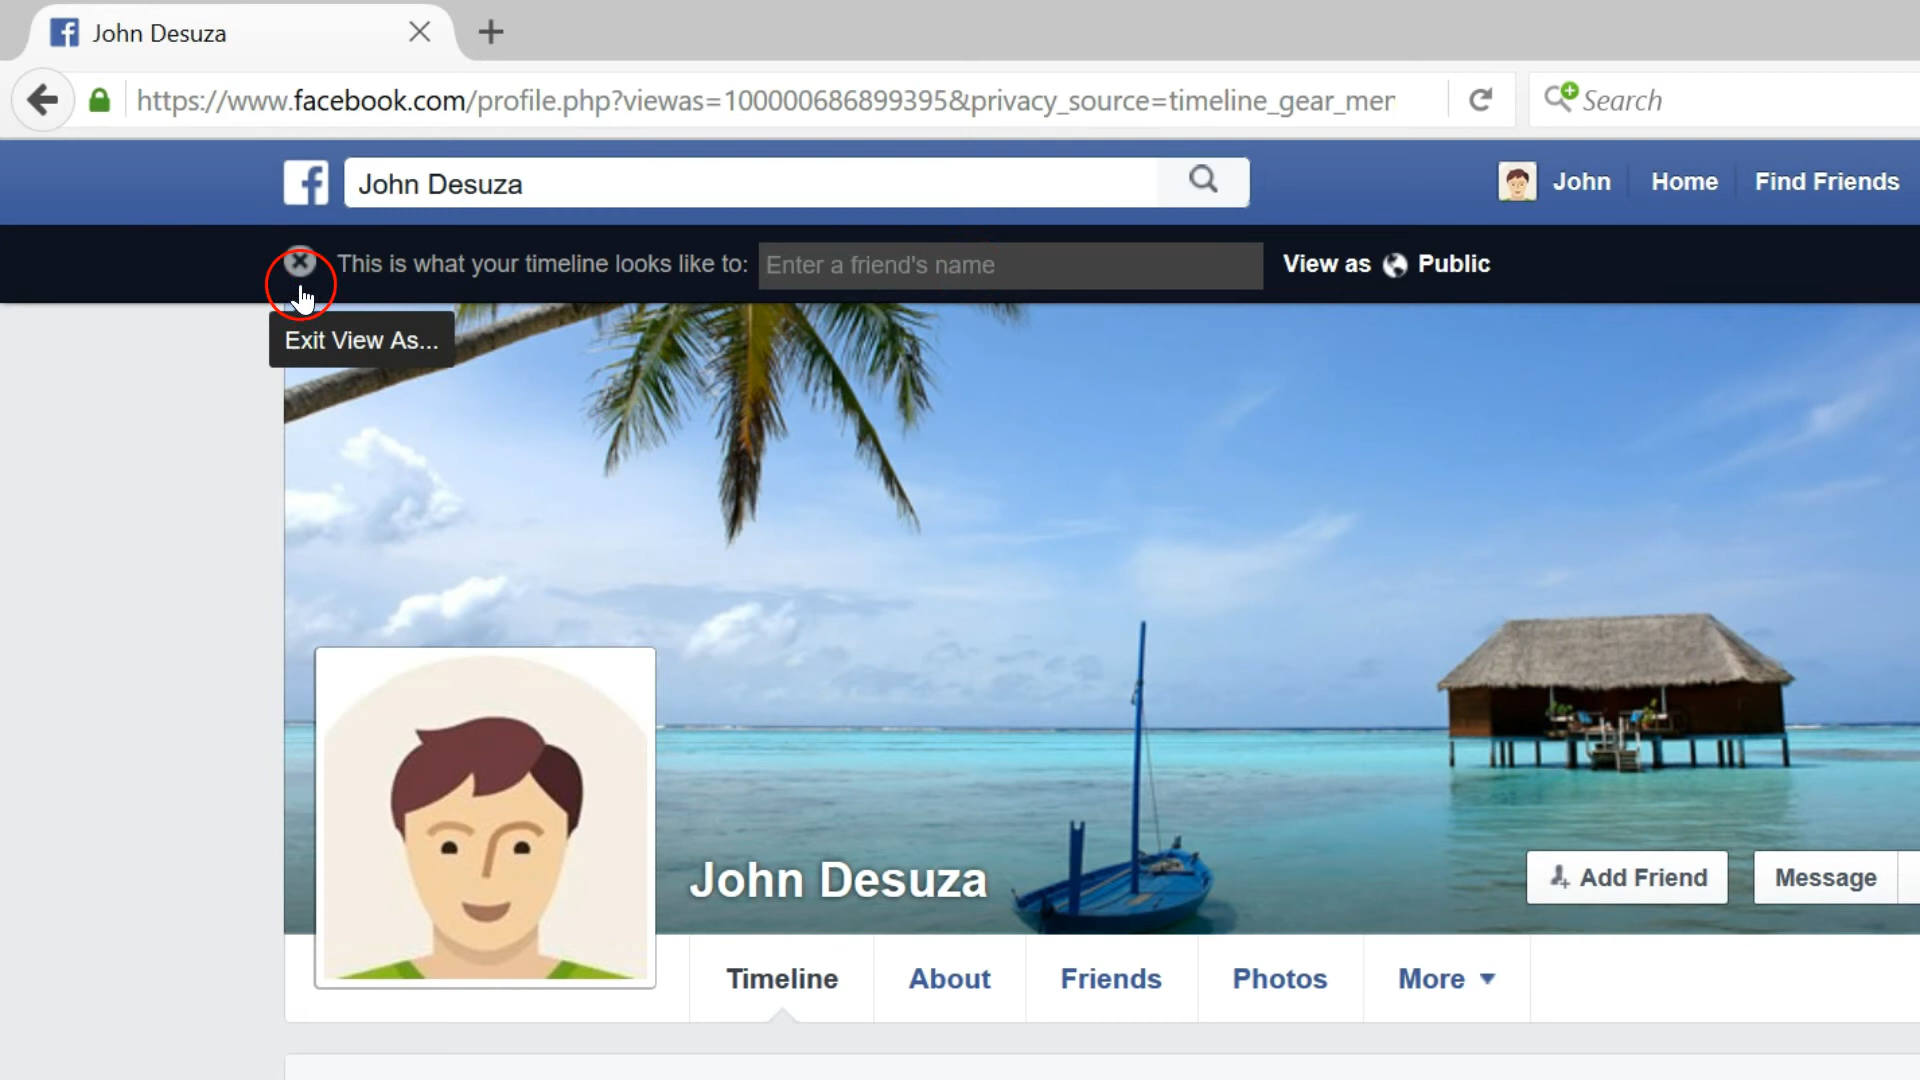 John Desuza
https://www.facebook.com/profile.php?viewas=100000686899395&privacy_source=timeline_gear_mer
Search
John Desuza
John
Home
Find Friends
This is what your timeline looks like to:
Enter a friend's name
View as Public
Exit View As...
John Desuza
Add Friend
Message
Timeline
About
Friends
Photos
More